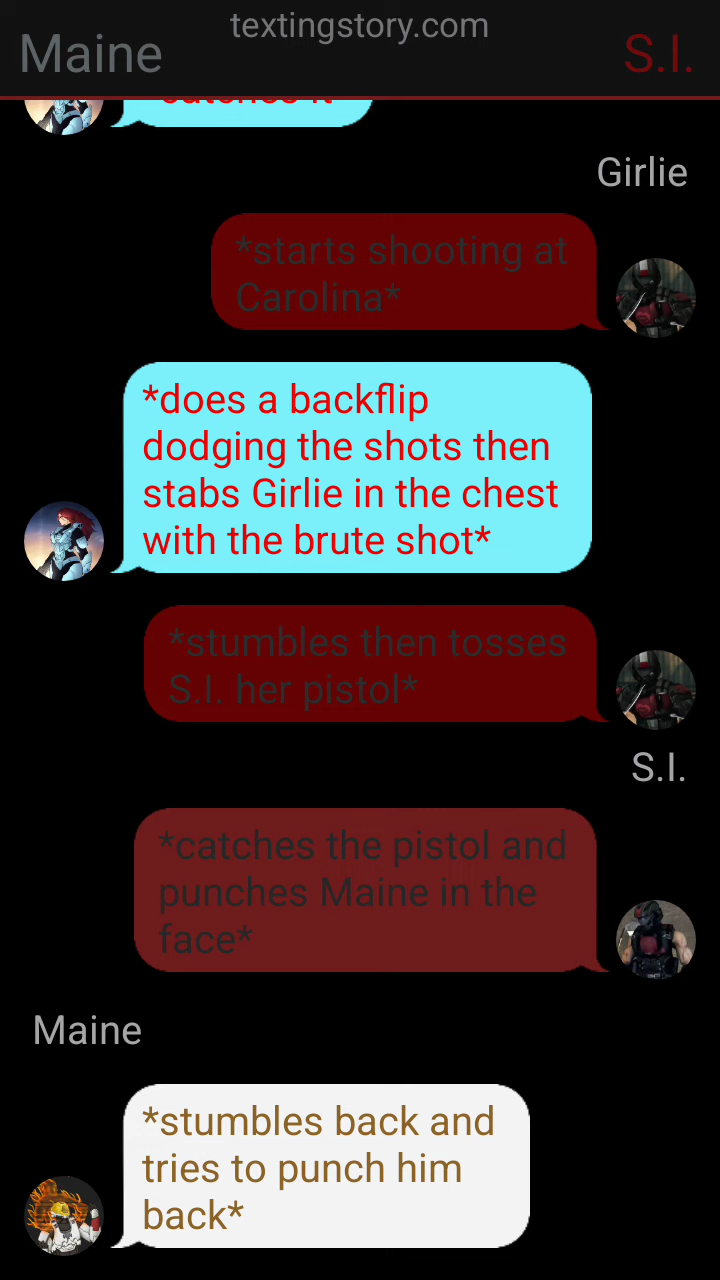 textingstory.com
Maine
S.I.
catches it*
Girlie
*starts shooting at
Carolina*
*does a backflip
dodging the shots then
stabs Girlie in the chest
with the brute shot*
*stumbles then tosses
S.I. her pistol*
S.I.
*catches the pistol and
punches Maine in the
face*
Maine
*stumbles back and
tries to punch him
back*